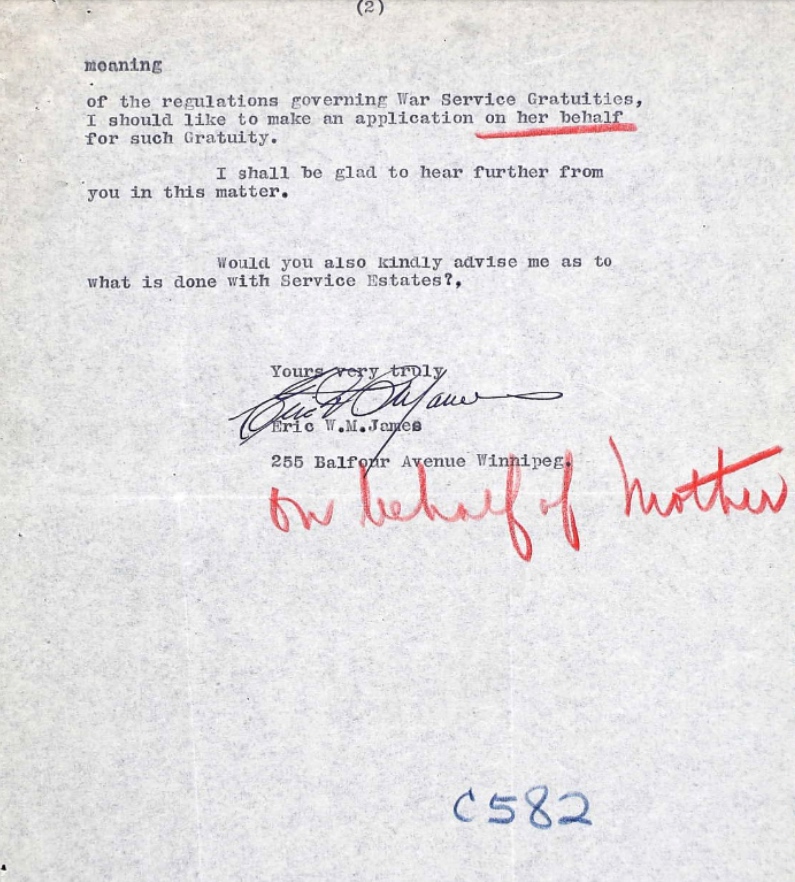 (2)
meaning
of the regulations governing War Service Gratuities,
I should like to make an application on her behalf
for such Gratuity.
I shall be glad to hear further from
you in this matter.
Would you also kindly advise me as to
what is done with Service Estates?,
Yours very truly
Eric W.M.James
255 Balfour Avenue Winnipeg.
on behalf of Mother
C582